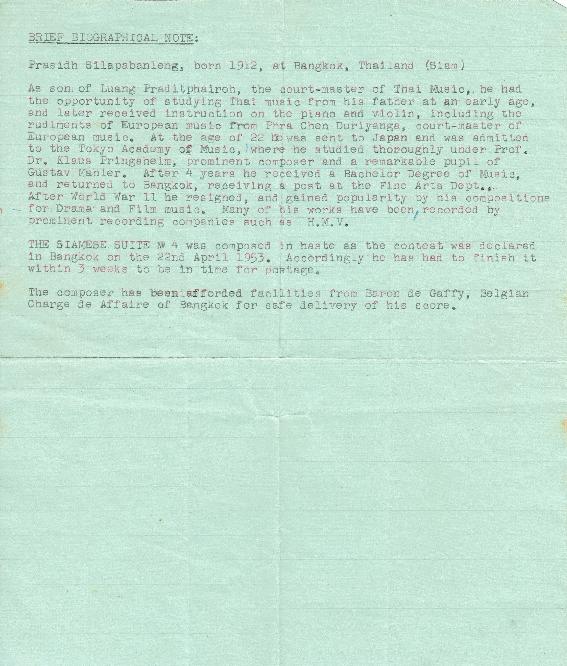 BRIEF BIOGRAPHICAL NOTE:
Prasidh Silapabanleng, born 1912, at Bangkok, Thailand (Siam)
As son of Luang Praditphairoh, the court-master of Thai Music, he had
the opportunity of studying Thai music from his father at an early age,
and later received instruction on the piano and violin, including the
rudiments of European music from Phra Chen Duriyanga, court-master of
European music. At the age of 22 he was sent to Japan and was admitted
to the Tokyo Academy of Music, where he studied thoroughly under Prof.
Dr. Klaus Pringsheim, prominent composer and a remarkable pupil of
Gustav Mahler. After 4 years he received a Bachelor Degree of Music,
and returned to Bangkok, receiving a post at the Fine Arts Dept..
After World War 11 he resigned, and gained popularity by his compositions
for Drama and Film music. Many of his works have been recorded by
prominent recording companies such as H.M.V.
THE SIAMESE SUITE № 4 was composed in haste as the contest was declared
in Bangkok on the 22nd April 1953. Accordingly he has had to finish it
within 3 weeks to be in time for postage.
The composer has been afforded facilities from Baron de Gaffy, Belgian
Charge de Affaire of Bangkok for safe delivery of his score.